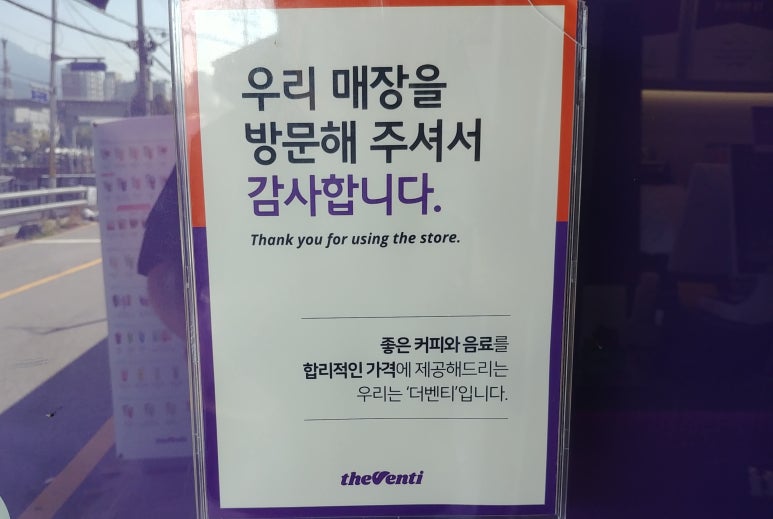 우리 매장을
방문해 주셔서
감사합니다.
Thank you for using the store.
좋은 커피와 음료를
합리적인 가격에 제공해드리는
우리는 '더벤티'입니다.
theVenti